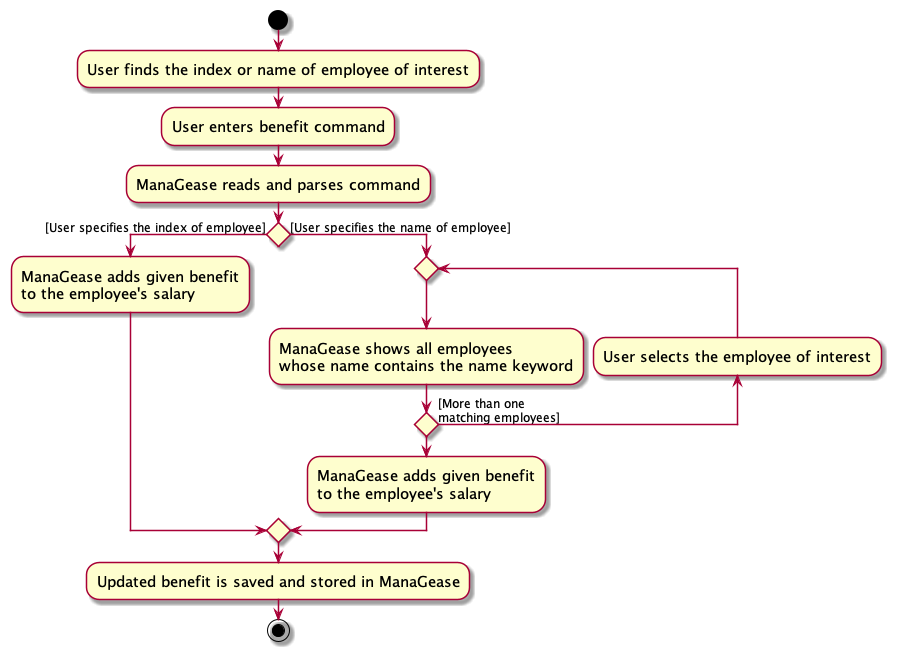 User finds the index or name of employee of interest
User enters benefit command
ManaGease reads and parses command
[User specifies the index of employee]
[User specifies the name of employee]
ManaGease adds given benefit
to the employee's salary
ManaGease shows all employees
whose name contains the name keyword
User selects the employee of interest
[More than one
matching employees]
ManaGease adds given benefit
to the employee's salary
Updated benefit is saved and stored in ManaGease